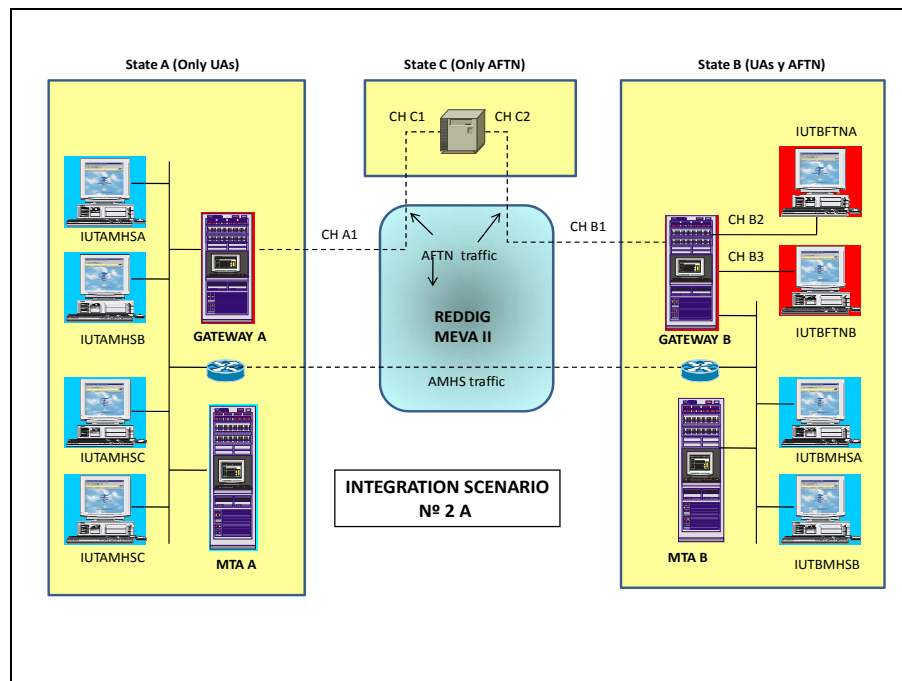 State A (Only UAs)
State C (Only AFTN)
State B (UAs y AFTN)
CH C1
CH C2
IUTBFTNA
IUTAMHSA
CH A1
AFTN traffic
CH B1
CH B2
CH B3
IUTAMHSB
GATEWAY A
REDDIG
MEVA II
GATEWAY B
IUTBFTNB
AMHS traffic
IUTAMHSC
IUTBMHSA
INTEGRATION SCENARIO
Nº 2 A
IUTAMHSC
MTA A
MTA B
IUTBMHSB